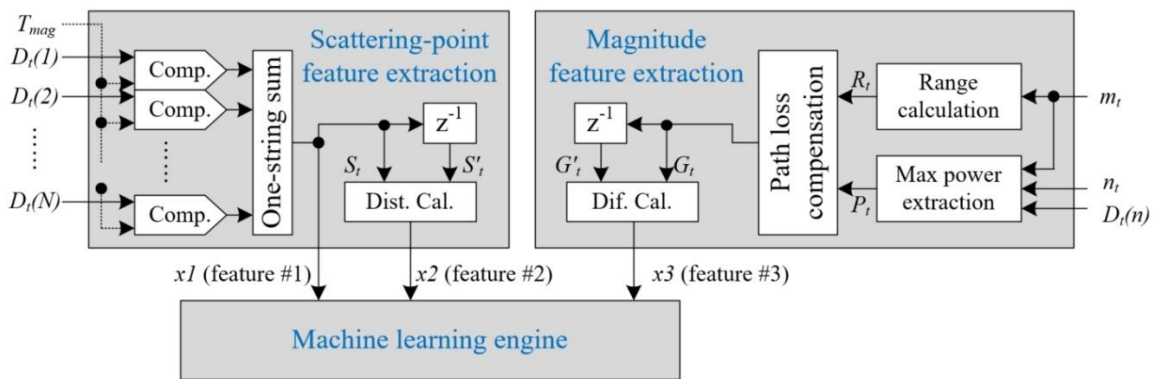 T_mag
D_t(1)
D_t(2)
D_t(N)
Comp.
Comp.
Comp.
One-string sum
Scattering-point
feature extraction
z^-1
S_t
S'_t
Dist. Cal.
Magnitude
feature extraction
z^-1
G'_t
G_t
Dif. Cal.
Path loss
compensation
R_t
P_t
Range
calculation
Max power
extraction
m_t
n_t
D_t(n)
x1 (feature #1)
x2 (feature #2)
x3 (feature #3)
Machine learning engine